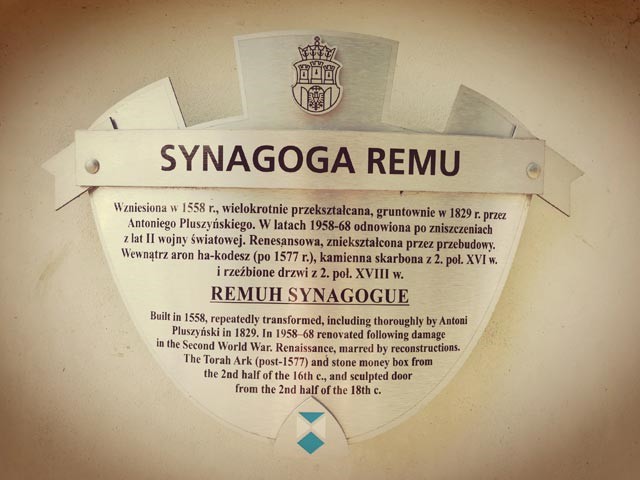 SYNAGOGA REMU
Wzniesiona w 1558 r., wielokrotnie przekształcana, gruntownie w 1829 r. przez
Antoniego Pluszyńskiego. W latach 1958-68 odnowiona po zniszczeniach
z lat II wojny światowej. Renesansowa, zniekształcona przez przebudowy.
Wewnątrz aron ha-kodesz (po 1577 r.), kamienna skarbona z 2. poł. XVI w.
i rzeźbione drzwi z 2. poł. XVIII w.
REMUH SYNAGOGUE
Built in 1558, repeatedly transformed, including thoroughly by Antoni
Pluszyński in 1829. In 1958–68 renovated following damage
in the Second World War. Renaissance, marred by reconstructions.
The Torah Ark (post-1577) and stone money box from
the 2nd half of the 16th c., and sculpted door
from the 2nd half of the 18th c.